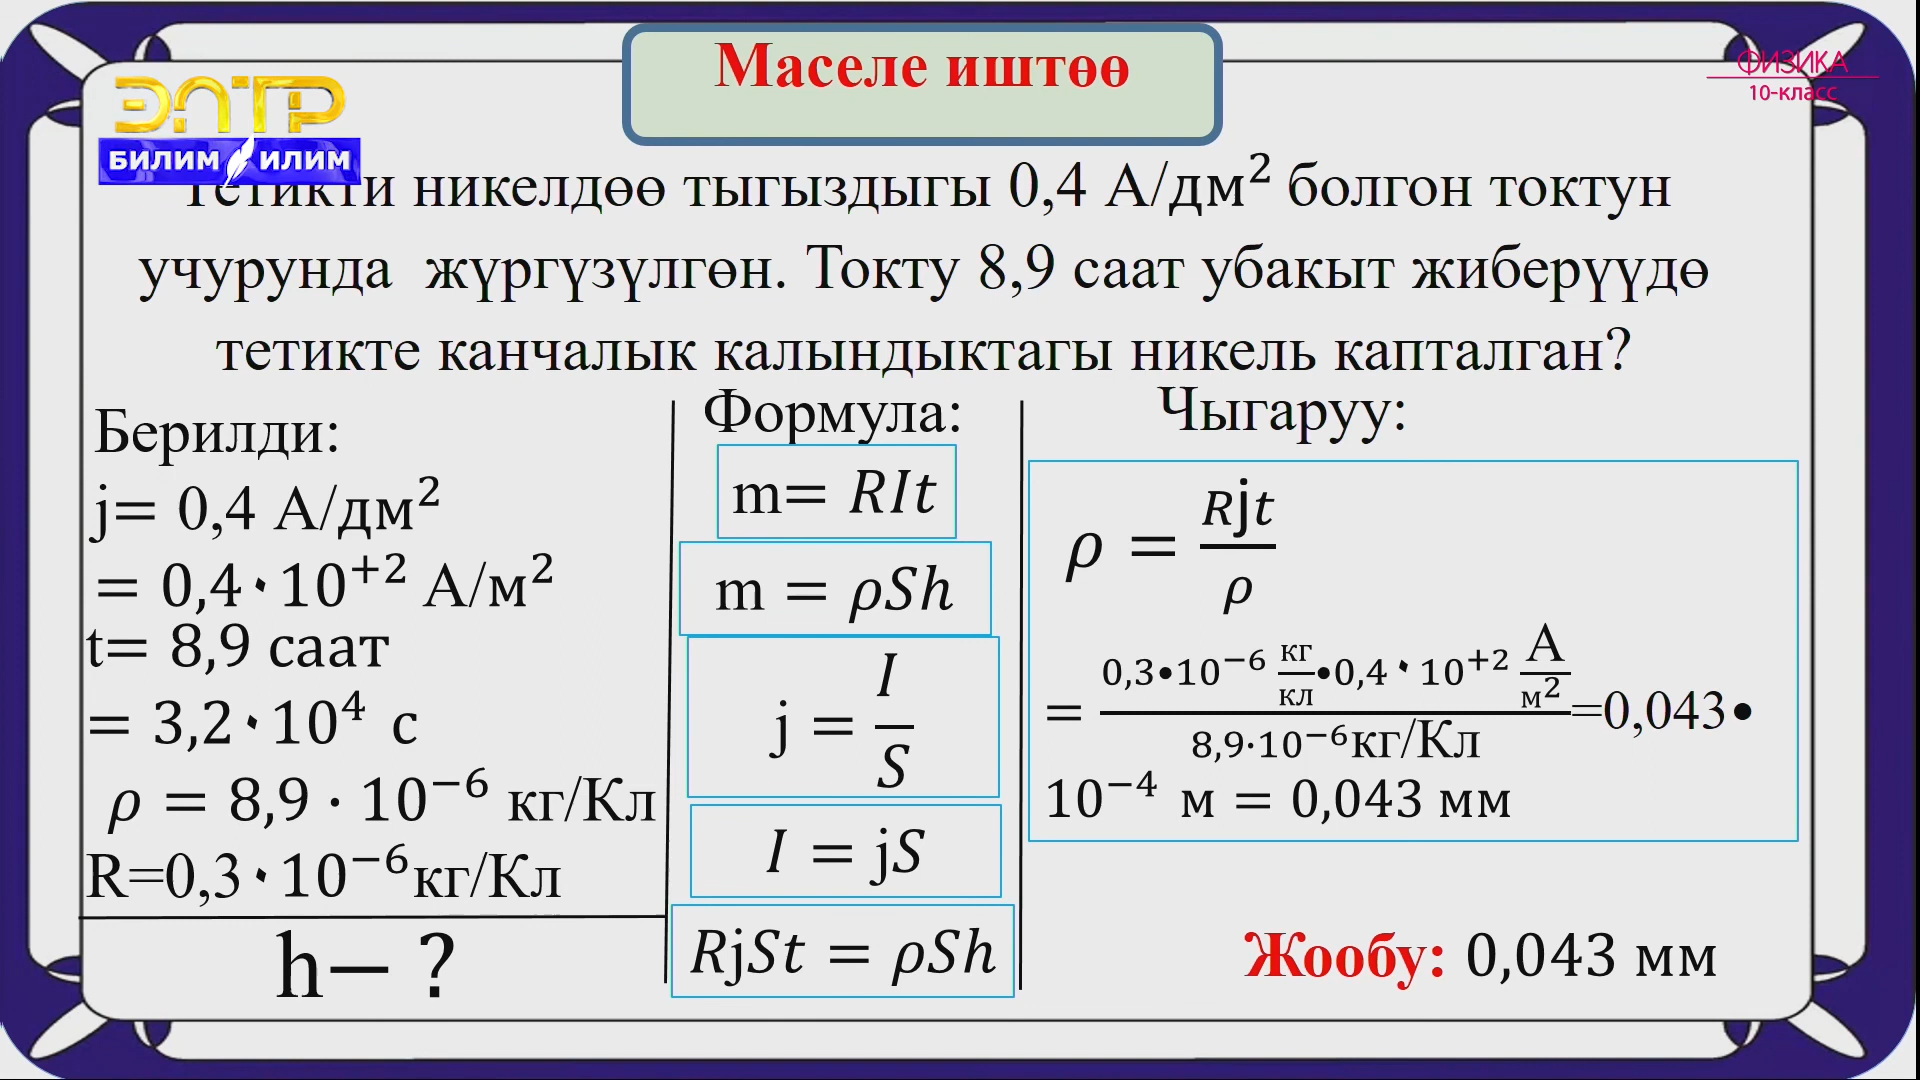 Маселе иштөө
ФИЗИКА
10-класс
ЭЛТР
БИЛИМ ИЛИМ
Тетикти никелдөө тыгыздыгы 0,4 А/дм² болгон токтун
учурунда жүргүзүлгөн. Токту 8,9 саат убакыт жиберүүдө
тетикте канчалык калындыктагы никель капталган?
Берилди:
j= 0,4 А/дм²
= 0,4·10⁺² А/м²
t= 8,9 саат
= 3,2·10⁴ с
ρ = 8,9 · 10⁻⁶ кг/Кл
R=0,3·10⁻⁶кг/Кл
h− ?
Формула:
m= RIt
m = ρSh
j = I/S
I = jS
RjSt = ρSh
Чыгаруу:
ρ = Rjt/ρ
= 0,3•10⁻⁶ кг/кл •0,4·10⁺² А/м² / 8,9·10⁻⁶кг/Кл =0,043•
10⁻⁴ м = 0,043 мм
Жообу: 0,043 мм